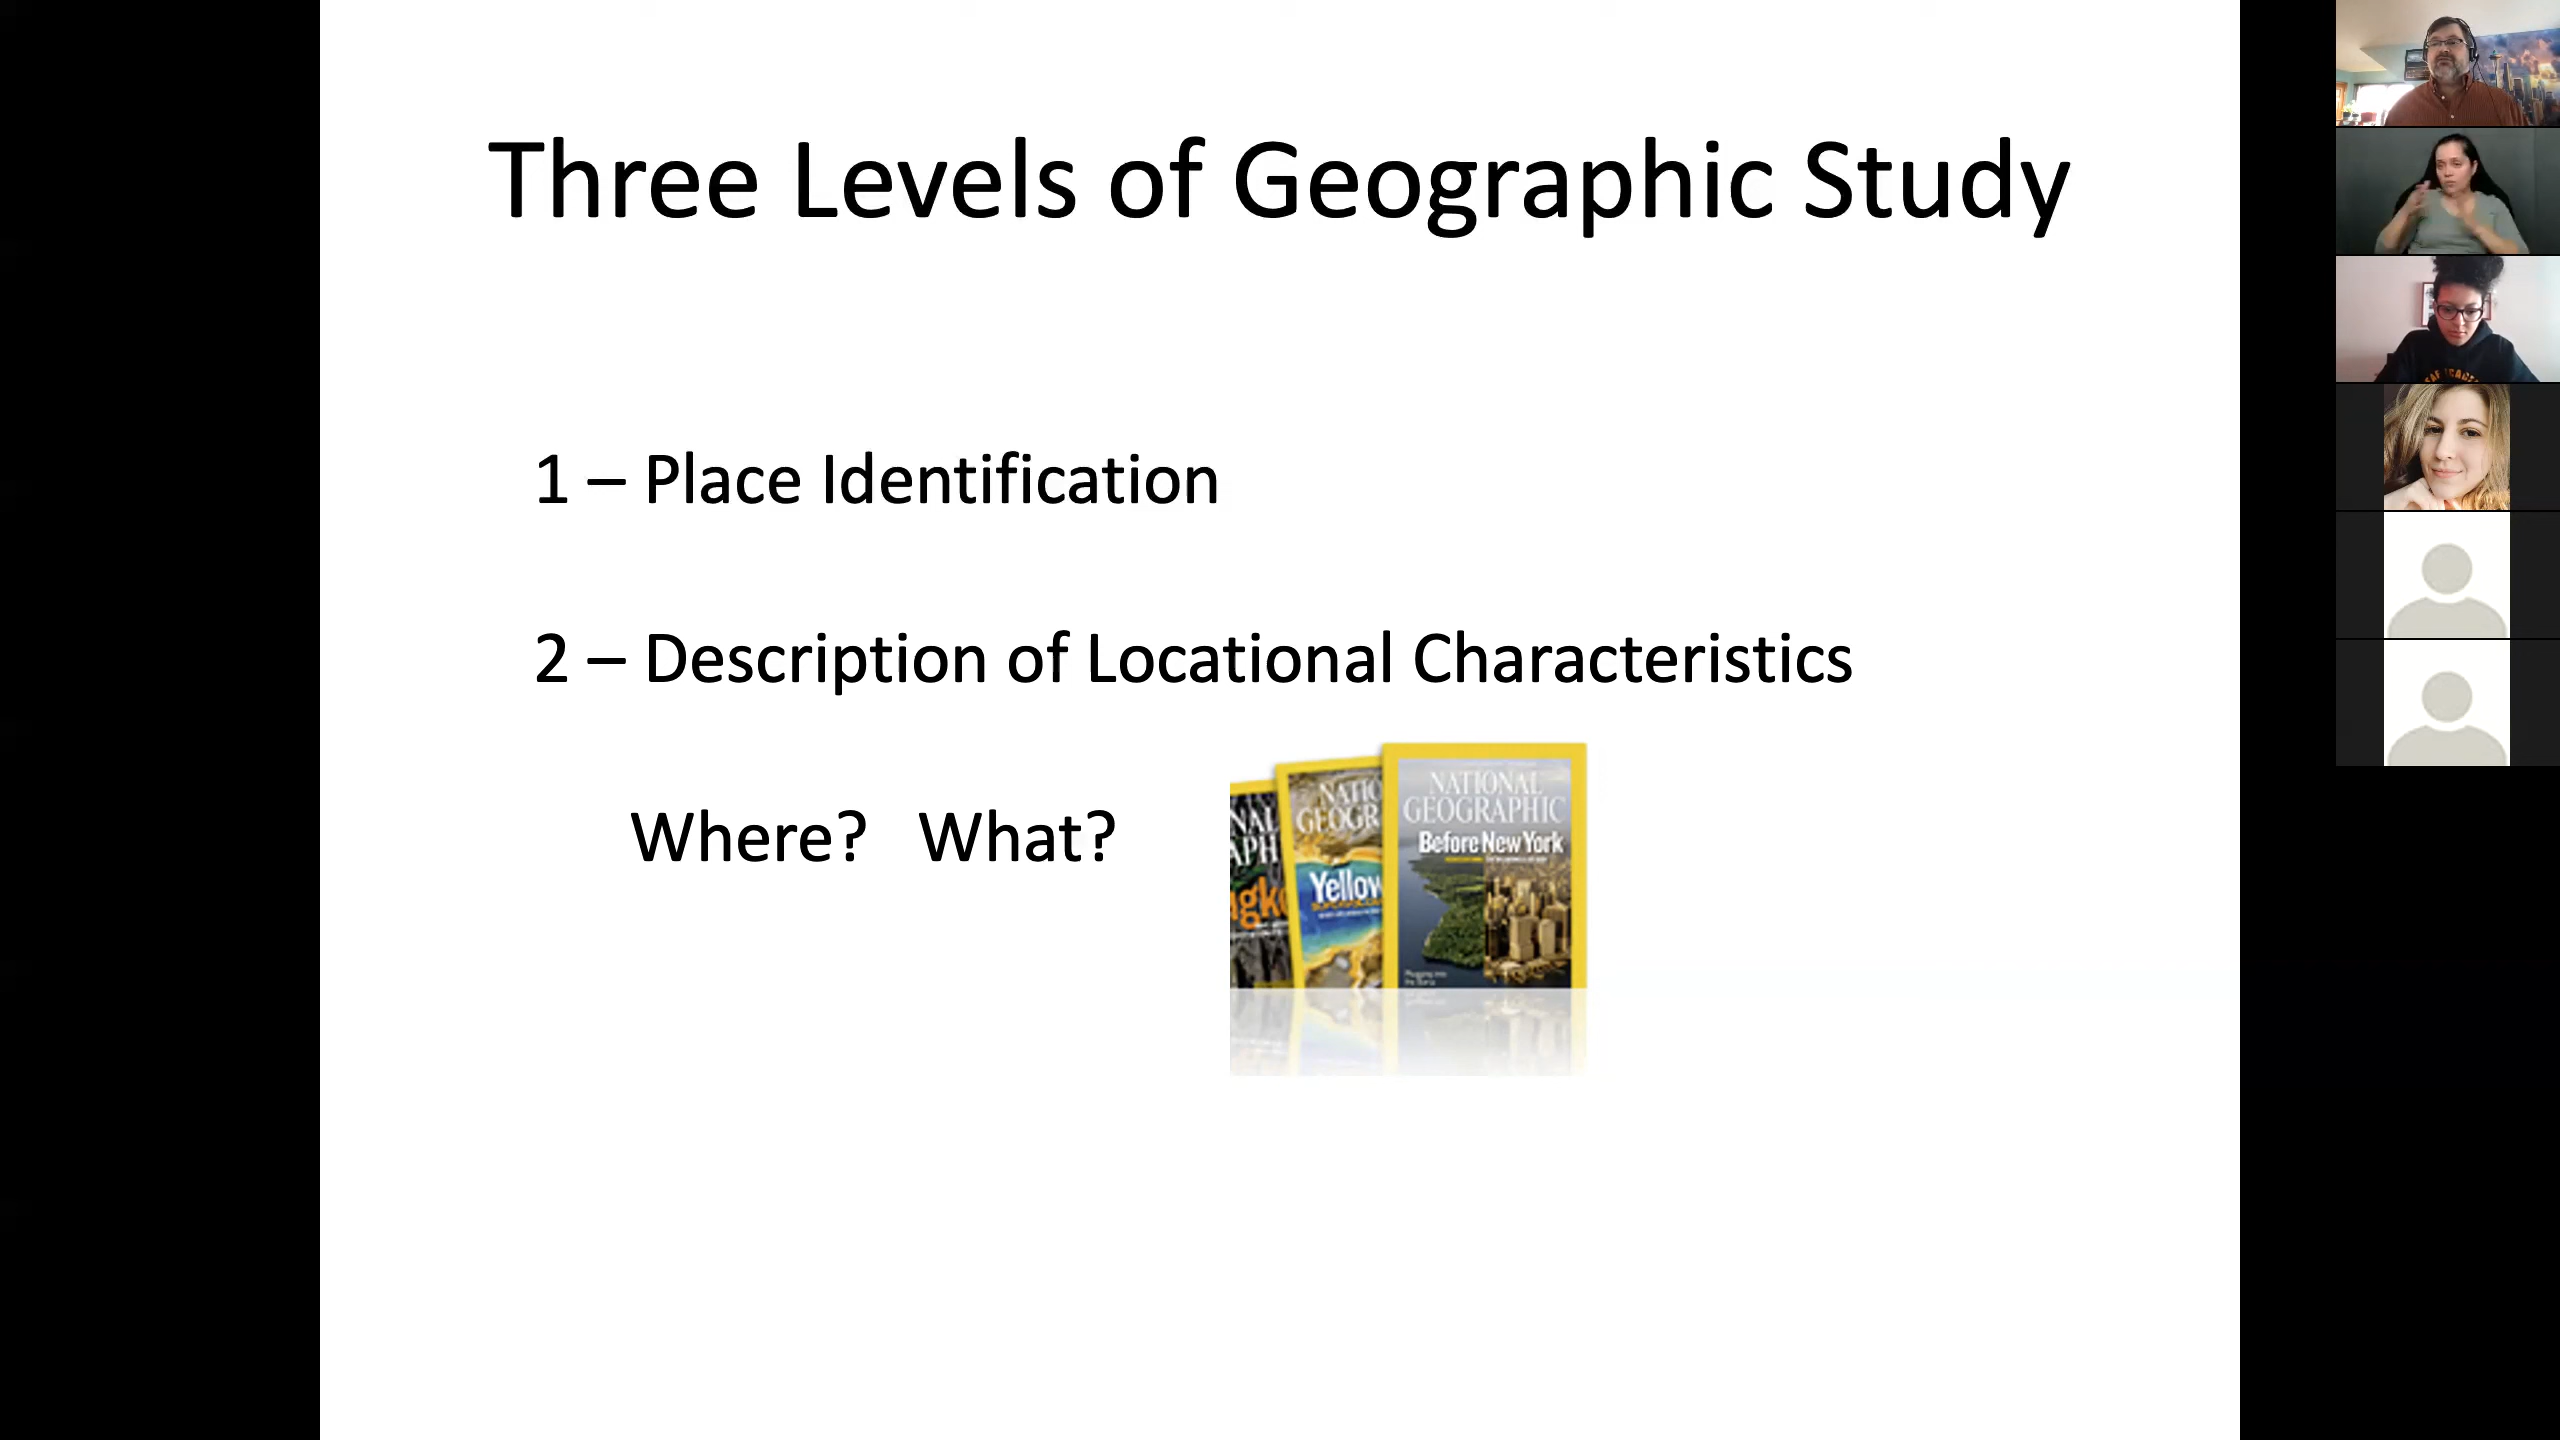 Three Levels of Geographic Study
1 – Place Identification
2 – Description of Locational Characteristics
Where? What?
NATIONAL
GEOGRAPHIC
Before New York